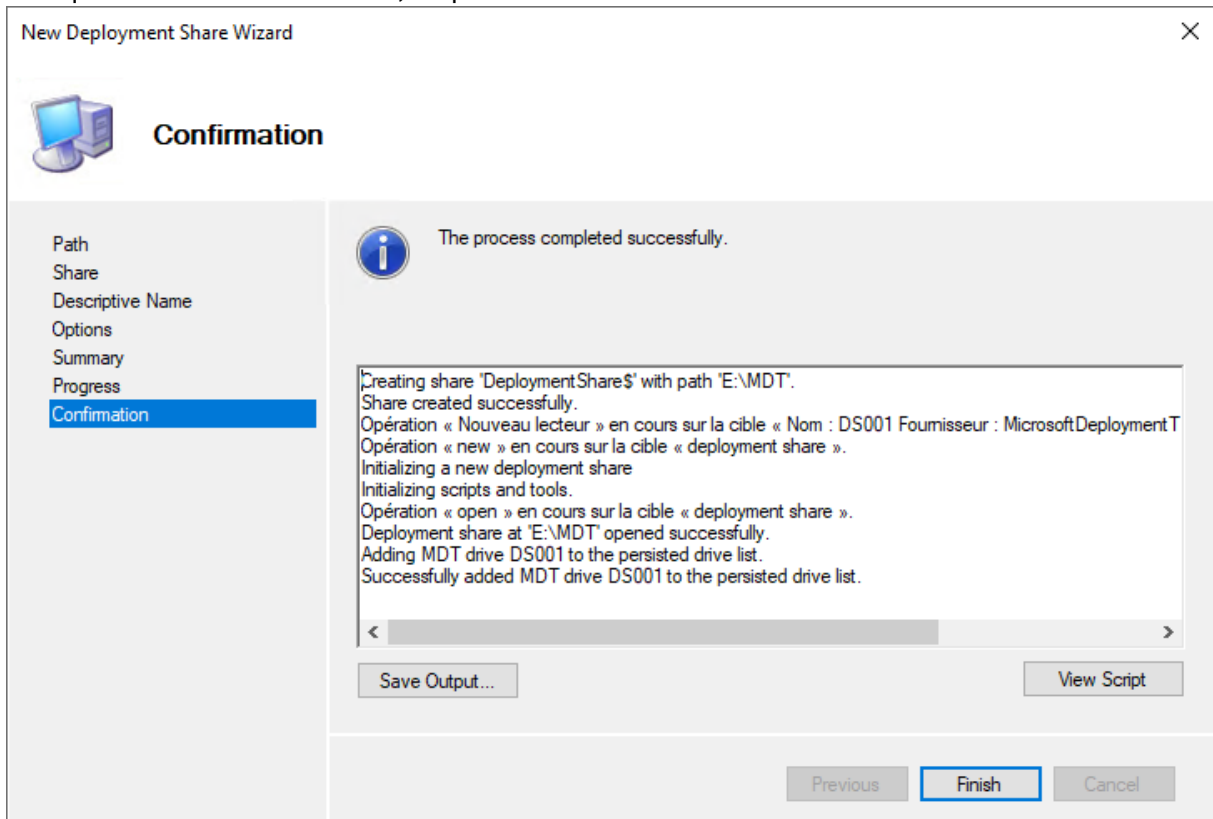 New Deployment Share Wizard
Confirmation
Path
Share
Descriptive Name
Options
Summary
Progress
Confirmation
The process completed successfully.
Creating share 'DeploymentShare$' with path 'E:\MDT'.
Share created successfully.
Opération « Nouveau lecteur » en cours sur la cible « Nom : DS001 Fournisseur : MicrosoftDeploymentT
Opération « new » en cours sur la cible « deployment share ».
Initializing a new deployment share
Initializing scripts and tools.
Opération « open » en cours sur la cible « deployment share ».
Deployment share at 'E:\MDT' opened successfully.
Adding MDT drive DS001 to the persisted drive list.
Successfully added MDT drive DS001 to the persisted drive list.
Save Output...
View Script
Previous
Finish
Cancel